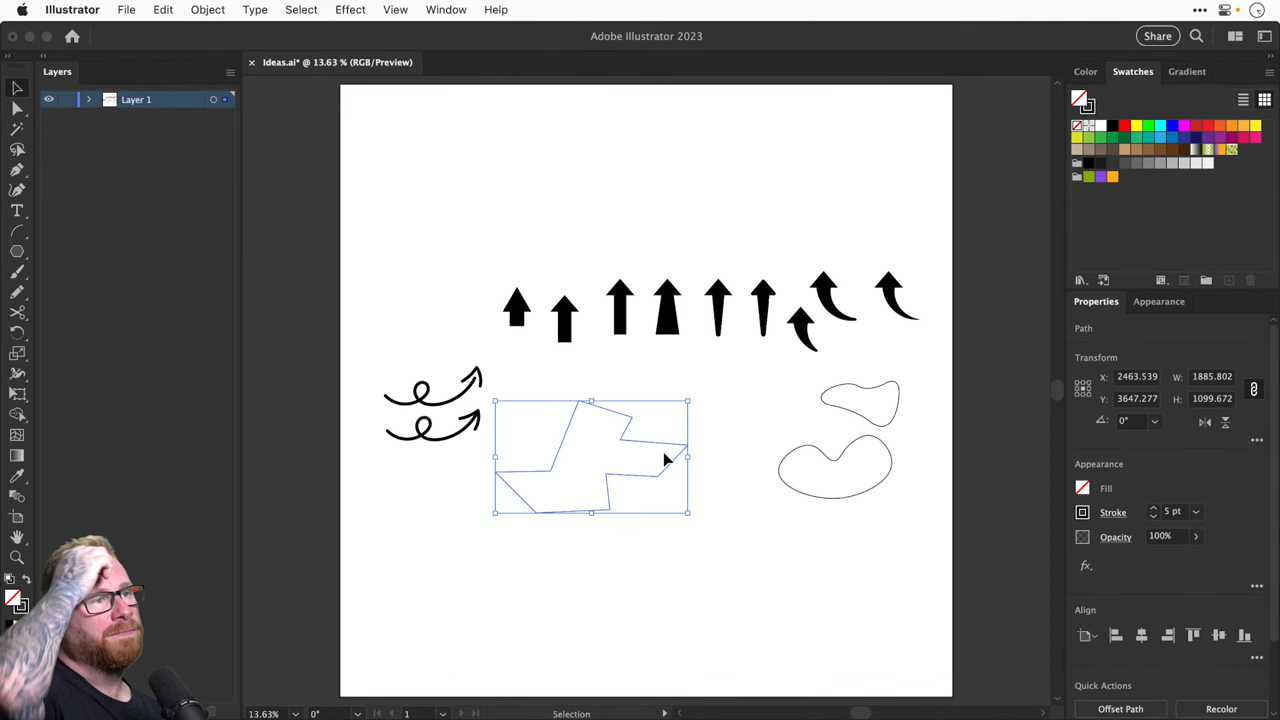 Illustrator File Edit Object Type Select Effect View Window Help
Adobe Illustrator 2023
Share
Layers
Ideas.ai* @ 13.63 % (RGB/Preview)
Color Swatches Gradient
Layer 1
Properties Appearance
Path
Transform
X: 2463.539 W: 1885.802
Y: 3647.277 H: 1099.672
0°
Appearance
Fill
Stroke 5 pt
Opacity 100%
fx.
Align
Quick Actions
Offset Path Recolor
13.63% 0° 1 Selection